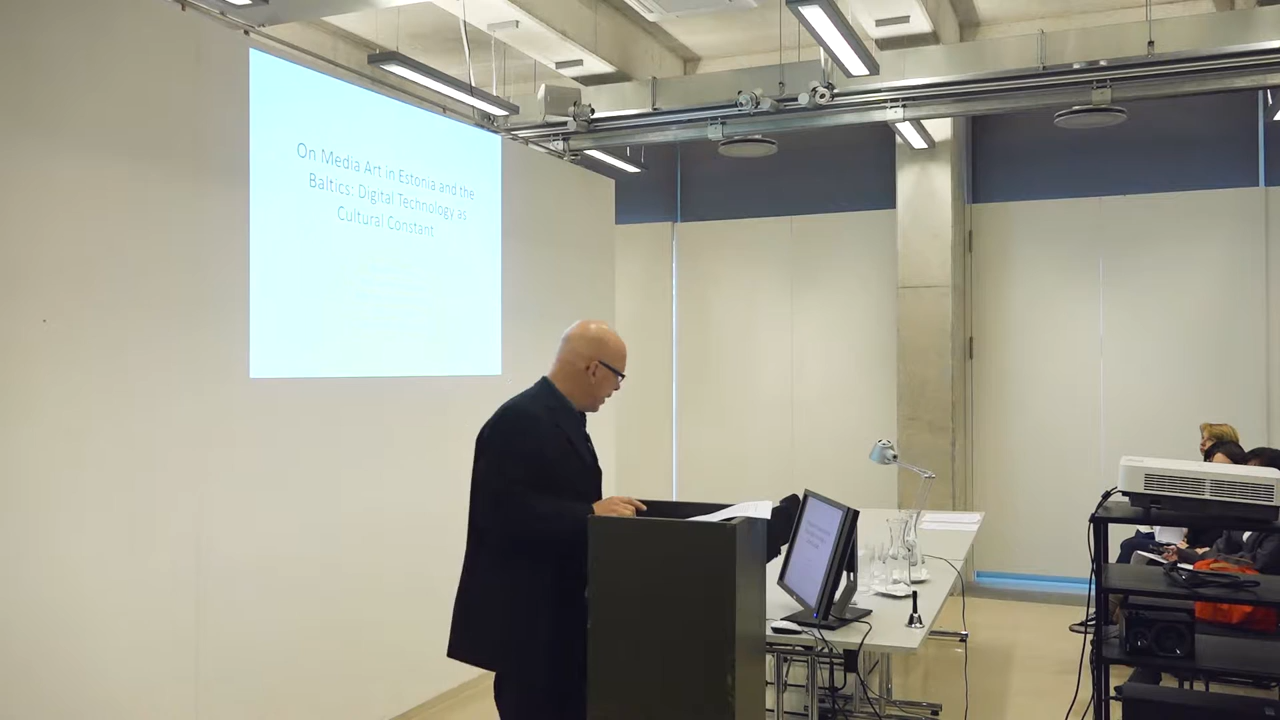 On Media Art in Estonia and the
Baltics: Digital Technology as
Cultural Constant